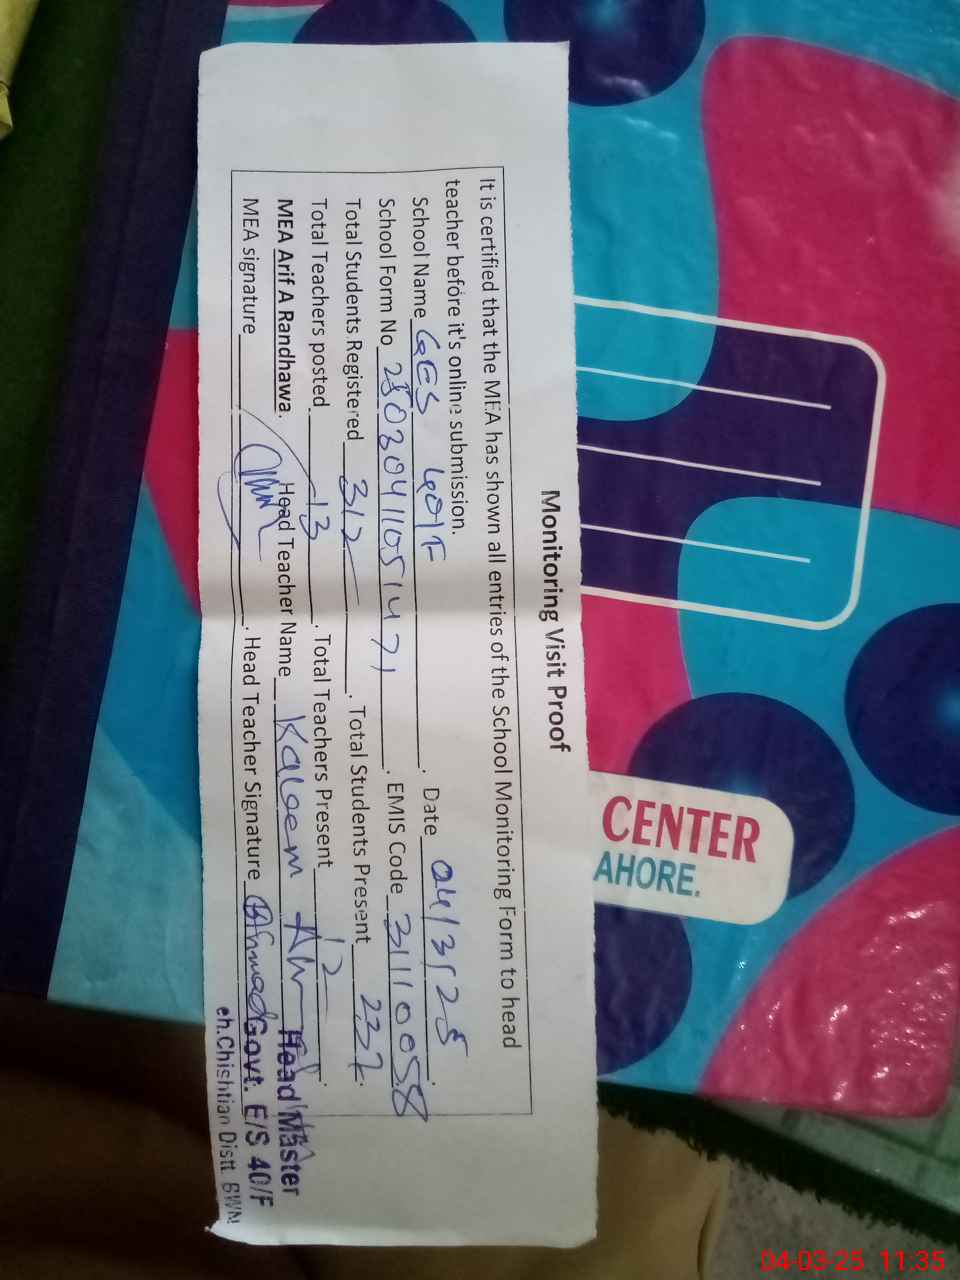 Monitoring Visit Proof
It is certified that the MEA has shown all entries of the School Monitoring Form to head
teacher before it's online submission.
School Name GES 40/F . Date 04/3/25 .
School Form No 25030411051471 . EMIS Code 31110058
Total Students Registered 312 . Total Students Present 232 .
Total Teachers posted 13 . Total Teachers Present 12 .
MEA Arif A Randhawa. Head Teacher Name Kaleem
MEA signature . Head Teacher Signature
Head Master
Govt. E/S 40/F
eh.Chishtian Distt. BWN
CENTER
AHORE.
04-03-25 11:35